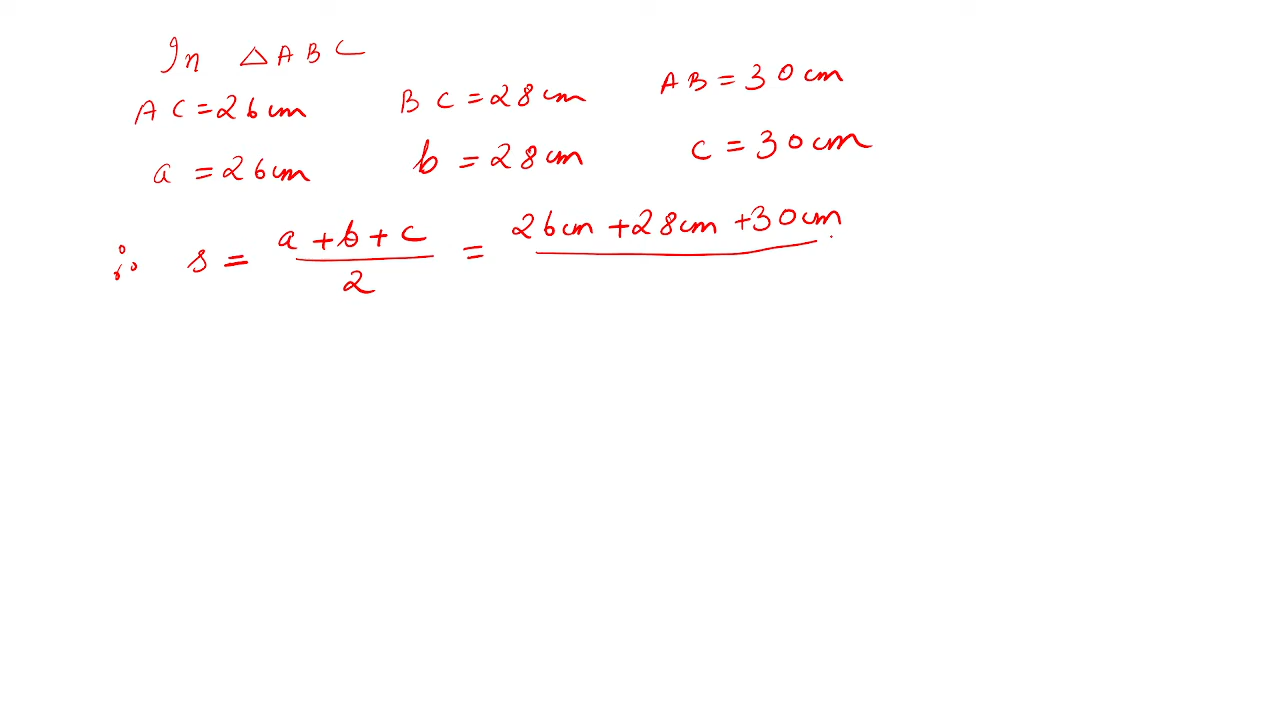 In △ABC
AC = 26cm BC = 28cm AB = 30cm
a = 26cm b = 28cm c = 30cm
∴ s = a + b + c / 2 = 26cm + 28cm + 30cm